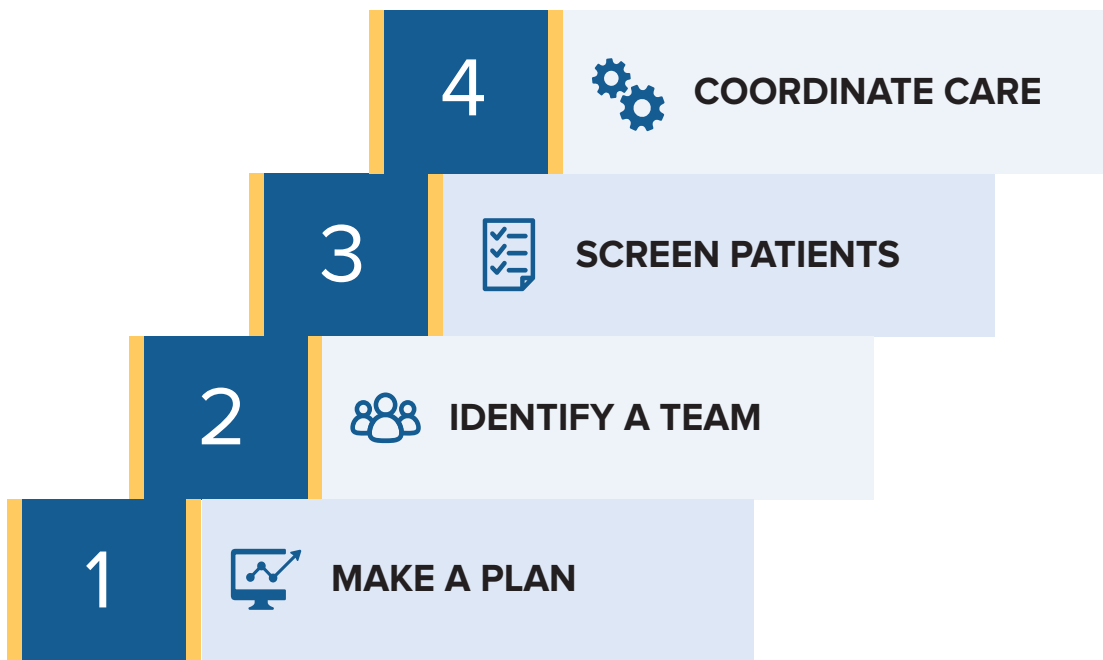 4 COORDINATE CARE
3 SCREEN PATIENTS
2 IDENTIFY A TEAM
1 MAKE A PLAN